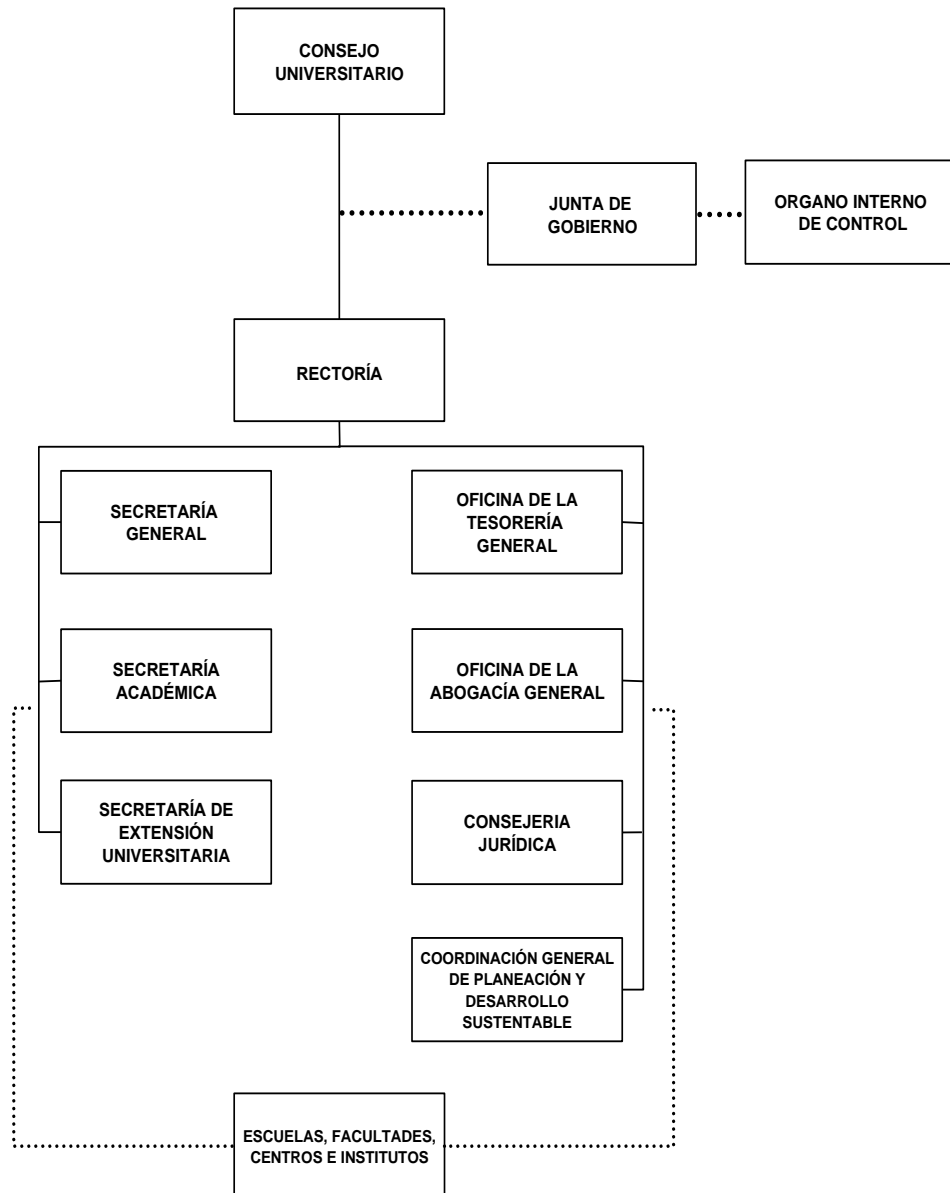 CONSEJO
UNIVERSITARIO
JUNTA DE
GOBIERNO
ORGANO INTERNO
DE CONTROL
RECTORÍA
SECRETARÍA
GENERAL
OFICINA DE LA
TESORERÍA
GENERAL
SECRETARÍA
ACADÉMICA
OFICINA DE LA
ABOGACÍA GENERAL
SECRETARÍA DE
EXTENSIÓN
UNIVERSITARIA
CONSEJERIA
JURÍDICA
COORDINACIÓN GENERAL
DE PLANEACIÓN Y
DESARROLLO
SUSTENTABLE
ESCUELAS, FACULTADES,
CENTROS E INSTITUTOS